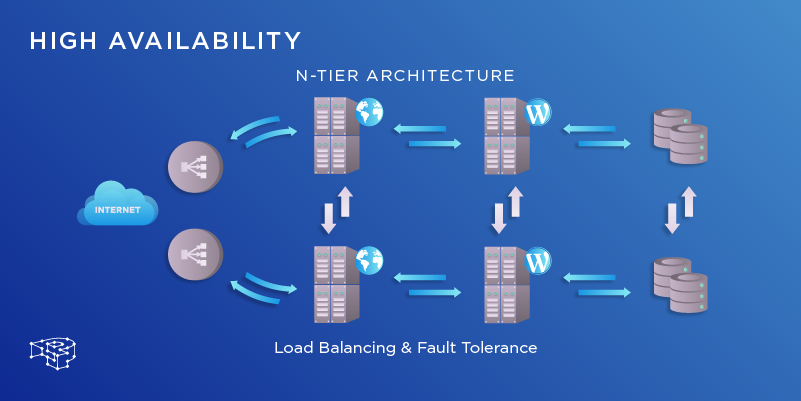 HIGH AVAILABILITY
N-TIER ARCHITECTURE
INTERNET
Load Balancing & Fault Tolerance